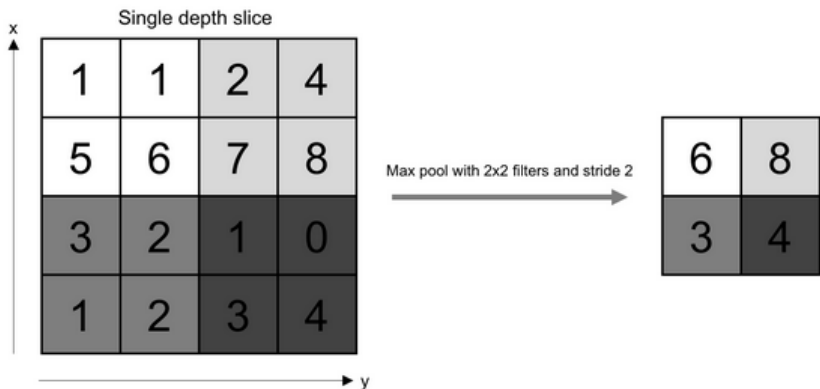 Single depth slice
x
1 1 2 4
5 6 7 8
3 2 1 0
1 2 3 4
y
Max pool with 2x2 filters and stride 2
6 8
3 4